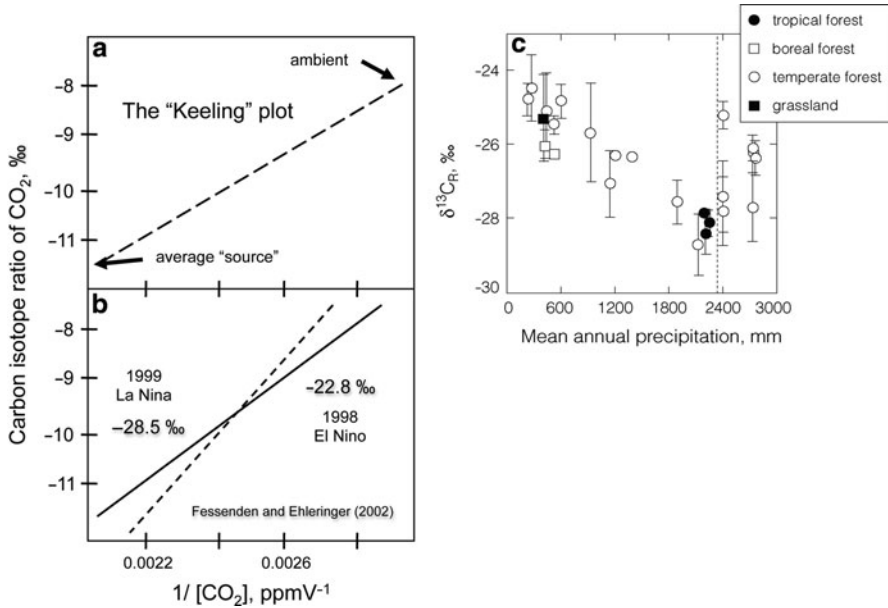 a
ambient
The "Keeling" plot
average "source"
−8
−9
−10
−11
b
1999
La Nina
−28.5 ‰
−22.8 ‰
1998
El Nino
Fessenden and Ehleringer (2002)
−8
−9
−10
−11
0.0022
0.0026
1/ [CO2], ppmV−1
Carbon isotope ratio of CO2, ‰
c
tropical forest
boreal forest
temperate forest
grassland
-24
-26
-28
-30
δ13CR, ‰
0 600 1200 1800 2400 3000
Mean annual precipitation, mm